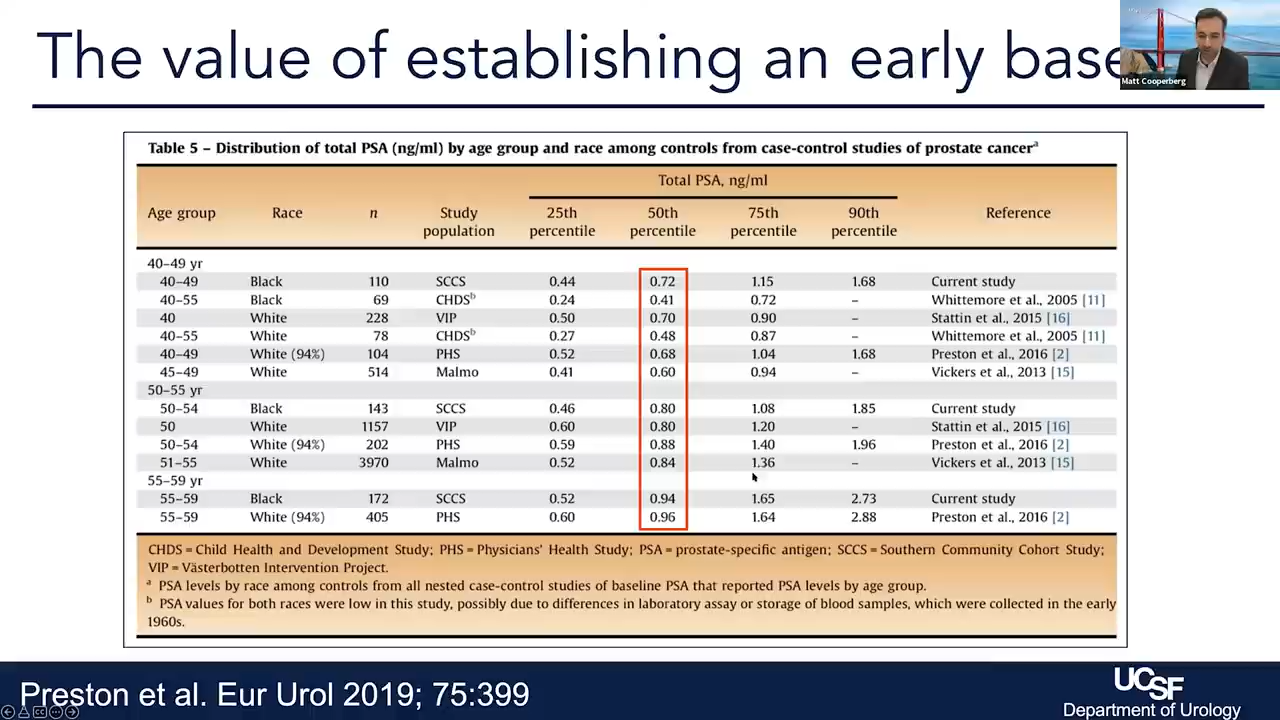 The value of establishing an early base
Matt Cooperberg
Table 5 – Distribution of total PSA (ng/ml) by age group and race among controls from case-control studies of prostate cancera
Total PSA, ng/ml
Age group Race n Study population 25th percentile 50th percentile 75th percentile 90th percentile Reference
40–49 yr
40–49 Black 110 SCCS 0.44 0.72 1.15 1.68 Current study
40–55 Black 69 CHDSb 0.24 0.41 0.72 – Whittemore et al., 2005 [11]
40 White 228 VIP 0.50 0.70 0.90 – Stattin et al., 2015 [16]
40–55 White 78 CHDSb 0.27 0.48 0.87 – Whittemore et al., 2005 [11]
40–49 White (94%) 104 PHS 0.52 0.68 1.04 1.68 Preston et al., 2016 [2]
45–49 White 514 Malmo 0.41 0.60 0.94 – Vickers et al., 2013 [15]
50–55 yr
50–54 Black 143 SCCS 0.46 0.80 1.08 1.85 Current study
50 White 1157 VIP 0.60 0.80 1.20 – Stattin et al., 2015 [16]
50–54 White (94%) 202 PHS 0.59 0.88 1.40 1.96 Preston et al., 2016 [2]
51–55 White 3970 Malmo 0.52 0.84 1.36 – Vickers et al., 2013 [15]
55–59 yr
55–59 Black 172 SCCS 0.52 0.94 1.65 2.73 Current study
55–59 White (94%) 405 PHS 0.60 0.96 1.64 2.88 Preston et al., 2016 [2]
CHDS = Child Health and Development Study; PHS = Physicians' Health Study; PSA = prostate-specific antigen; SCCS = Southern Community Cohort Study;
VIP = Västerbotten Intervention Project.
a PSA levels by race among controls from all nested case-control studies of baseline PSA that reported PSA levels by age group.
b PSA values for both races were low in this study, possibly due to differences in laboratory assay or storage of blood samples, which were collected in the early
1960s.
Preston et al. Eur Urol 2019; 75:399
UCSF
Department of Urology